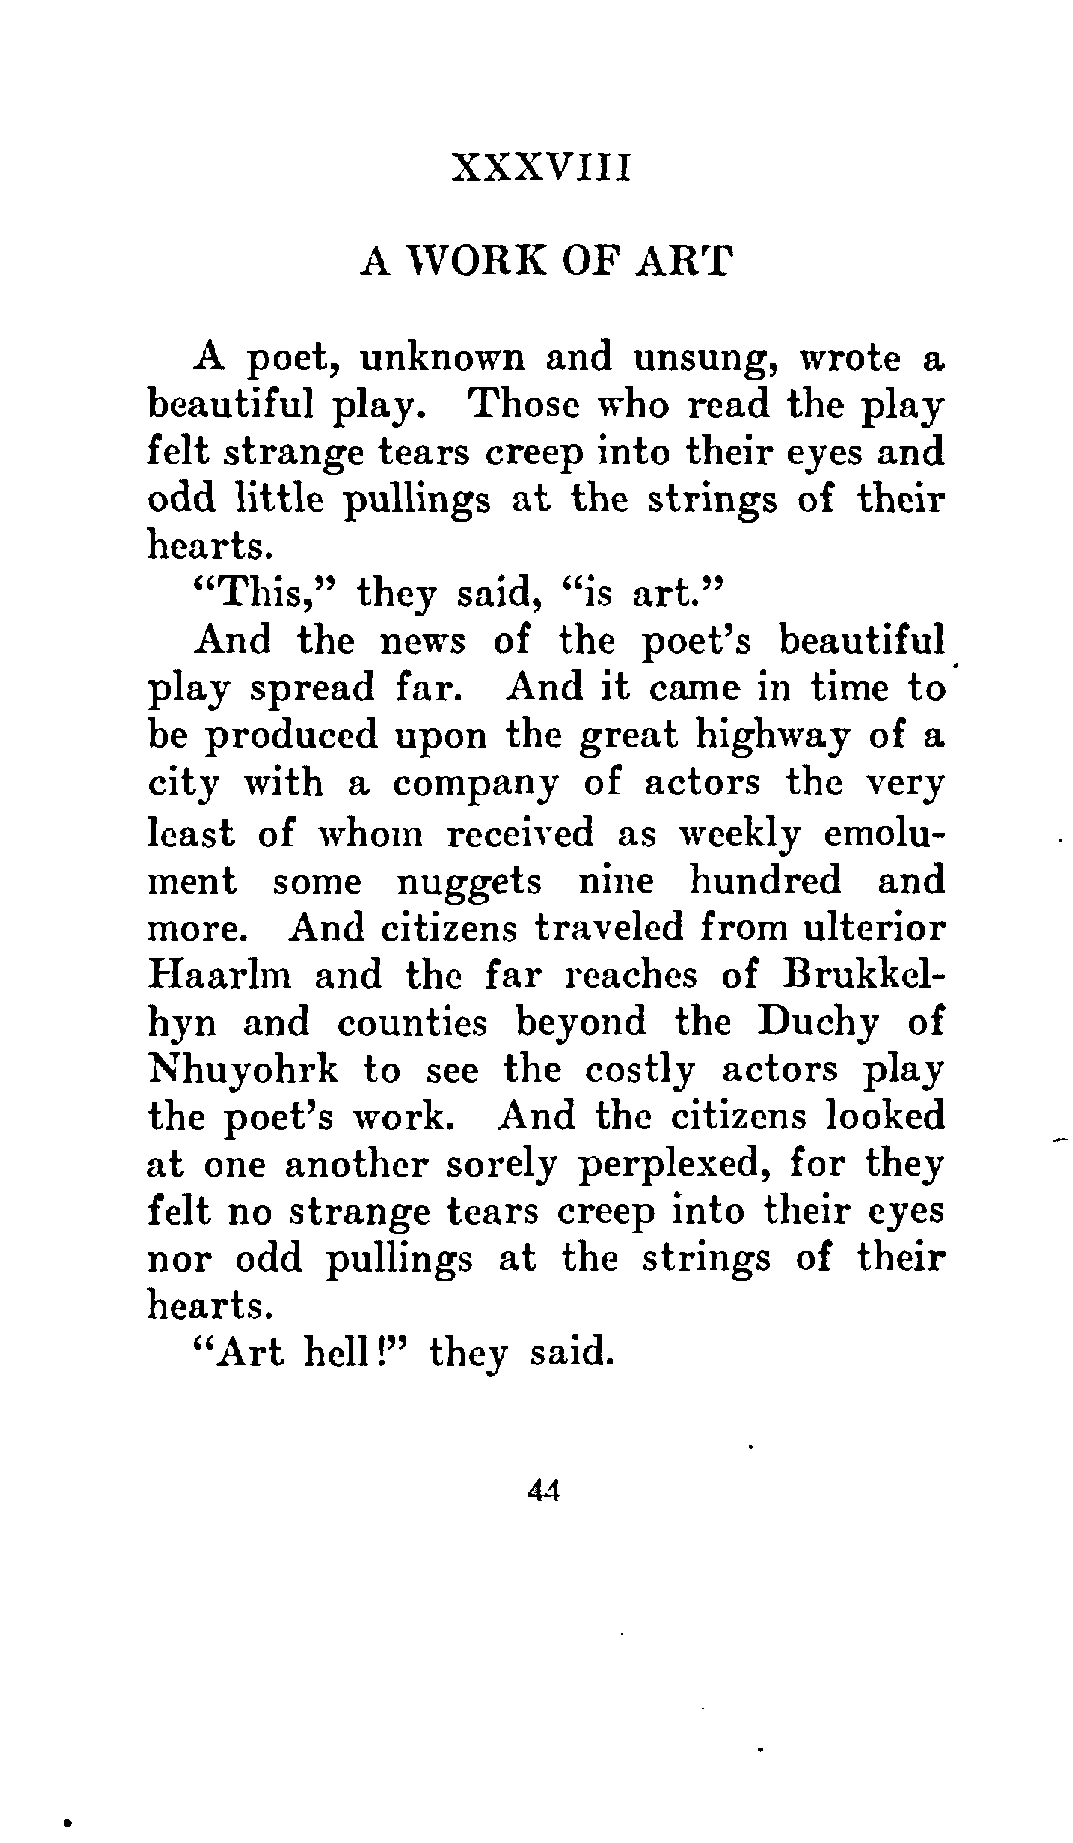 XXXVIII
A WORK OF ART
A poet, unknown and unsung, wrote a
beautiful play. Those who read the play
felt strange tears creep into their eyes and
odd little pullings at the strings of their
hearts.
“This,” they said, “is art.”
And the news of the poet’s beautiful
play spread far. And it came in time to
be produced upon the great highway of a
city with a company of actors the very
least of whom received as weekly emolu-
ment some nuggets nine hundred and
more. And citizens traveled from ulterior
Haarlm and the far reaches of Brukkel-
hyn and counties beyond the Duchy of
Nhuyohrk to see the costly actors play
the poet’s work. And the citizens looked
at one another sorely perplexed, for they
felt no strange tears creep into their eyes
nor odd pullings at the strings of their
hearts.
“Art hell!” they said.
44